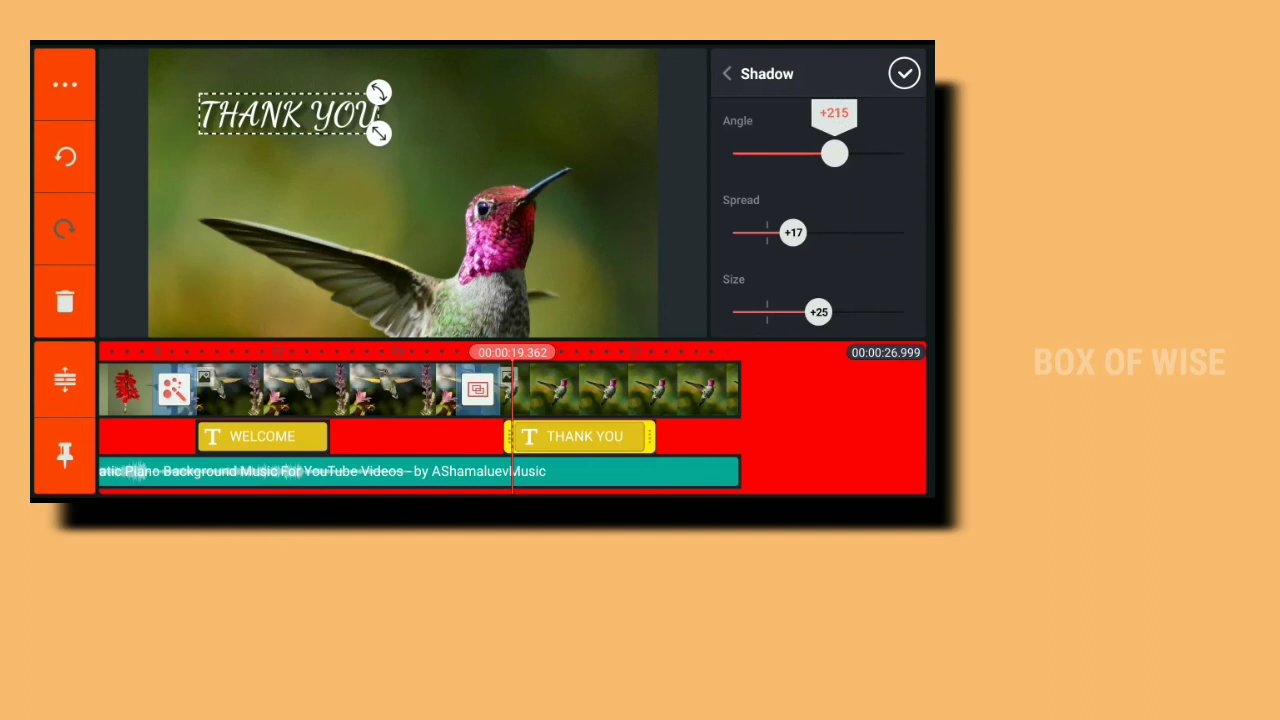 THANK YOU
Shadow
+215
Angle
Spread
+17
Size
+25
00:00:19.362
00:00:26.999
T WELCOME
T THANK YOU
atic Piano Background Music For YouTube Videos - by AShamaluevMusic
BOX OF WISE